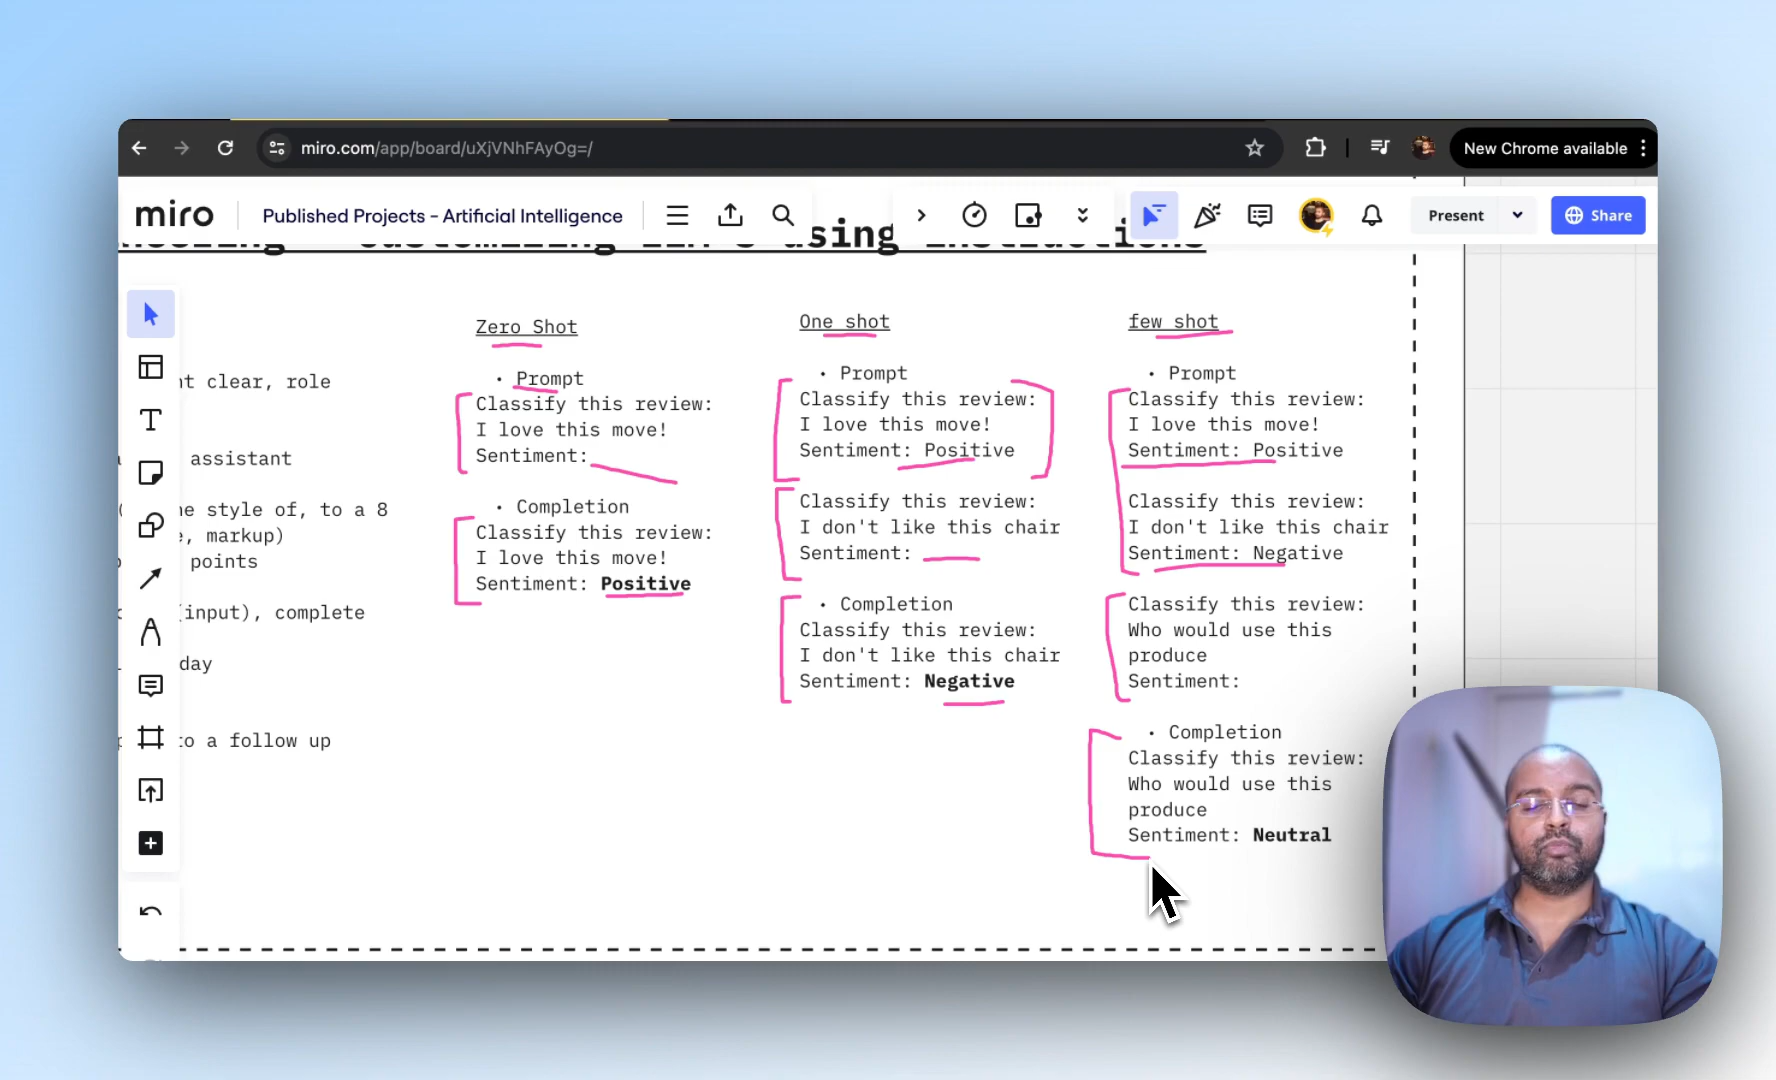 miro.com/app/board/uXjVNhFAyOg=/
New Chrome available
miro
Published Projects - Artificial Intelligence
Present
Share
using
Zero Shot
• Prompt
Classify this review:
I love this move!
Sentiment:
• Completion
Classify this review:
I love this move!
Sentiment: Positive
One shot
• Prompt
Classify this review:
I love this move!
Sentiment: Positive
Classify this review:
I don't like this chair
Sentiment:
• Completion
Classify this review:
I don't like this chair
Sentiment: Negative
few shot
• Prompt
Classify this review:
I love this move!
Sentiment: Positive
Classify this review:
I don't like this chair
Sentiment: Negative
Classify this review:
Who would use this
produce
Sentiment:
• Completion
Classify this review:
Who would use this
produce
Sentiment: Neutral
clear, role
assistant
style of, to a 8
, markup)
points
(input), complete
day
to a follow up